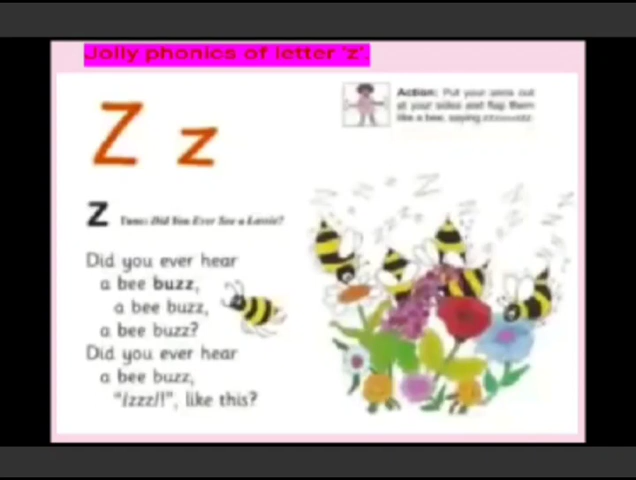 Jolly phonics of letter 'z'.
Z z
Action: Put your arms out
at your sides and flap them
like a bee, saying
Z Tune: Did You Ever See a Lassie?
Did you ever hear
a bee buzz,
a bee buzz,
a bee buzz?
Did you ever hear
a bee buzz,
"/zzz/!", like this?